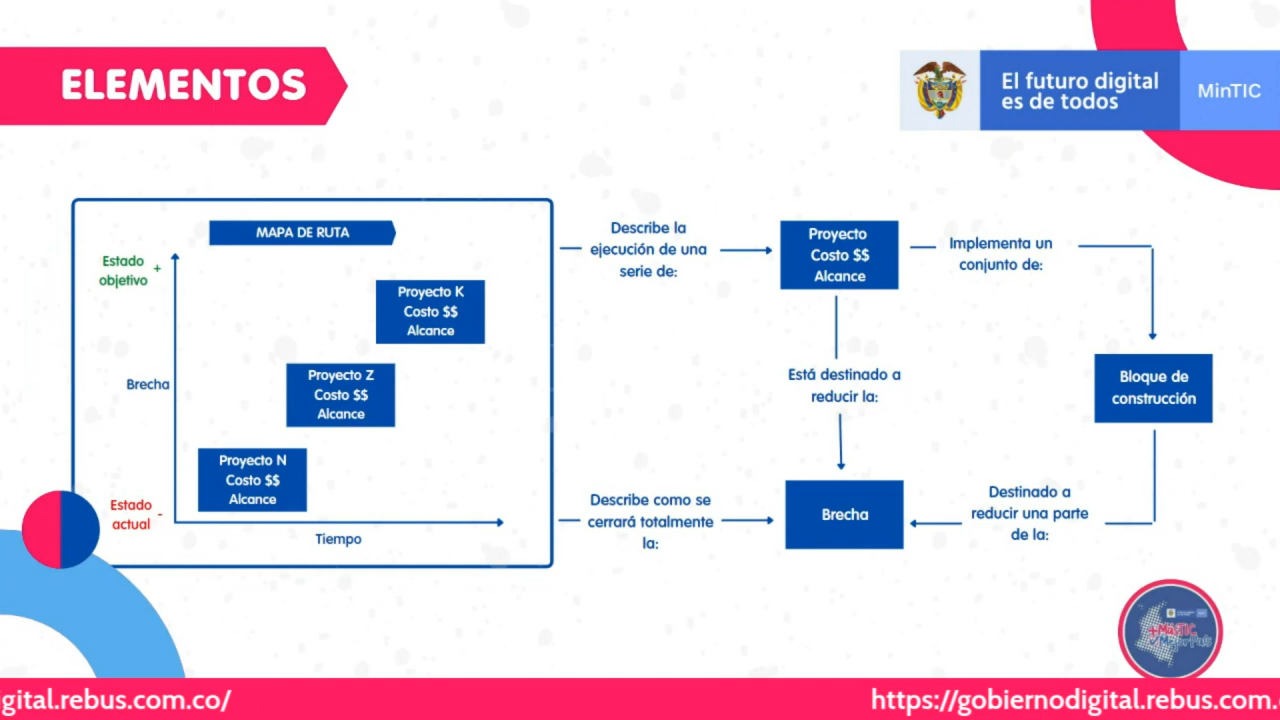 ELEMENTOS
El futuro digital
es de todos
MinTIC
MAPA DE RUTA
Estado +
objetivo
Proyecto K
Costo $$
Alcance
Brecha
Proyecto Z
Costo $$
Alcance
Proyecto N
Costo $$
Alcance
Estado -
actual
Tiempo
Describe la
ejecución de una
serie de:
Proyecto
Costo $$
Alcance
Implementa un
conjunto de:
Está destinado a
reducir la:
Bloque de
construcción
Describe como se
cerrará totalmente
la:
Brecha
Destinado a
reducir una parte
de la:
+MinTIC
MejorPaís
gital.rebus.com.co/
https://gobiernodigital.rebus.com.